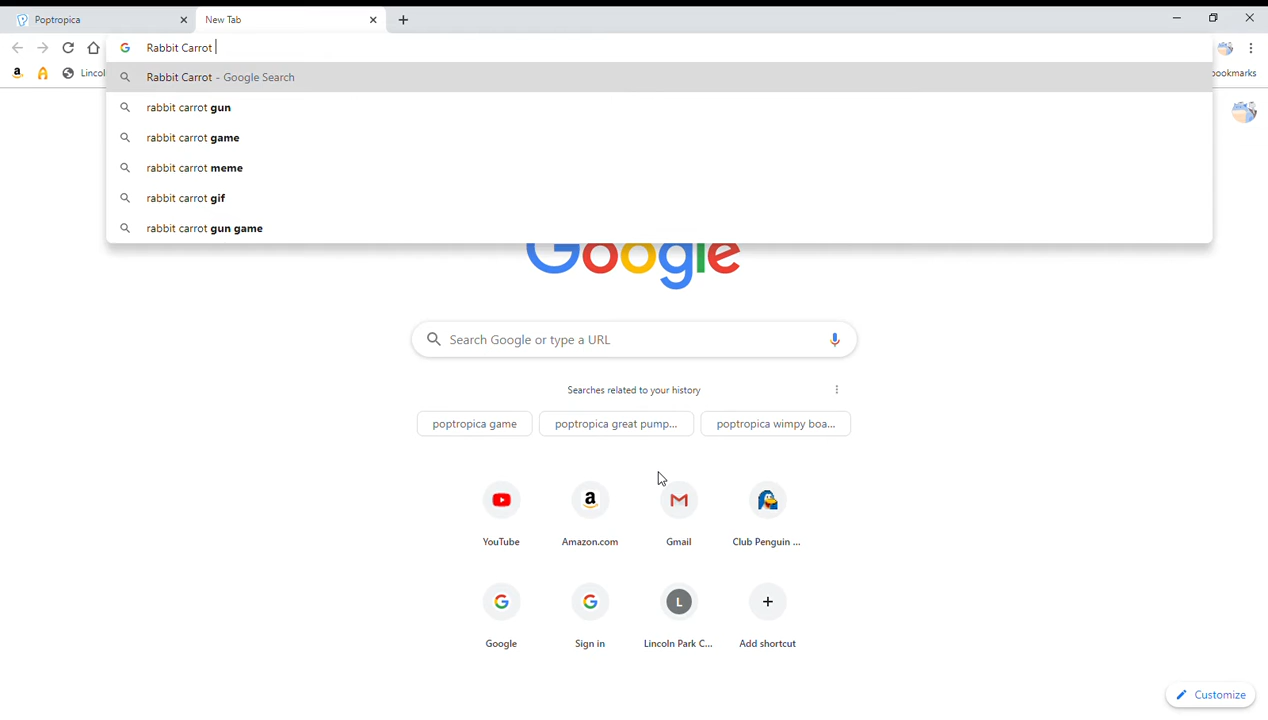 Poptropica
New Tab
Rabbit Carrot
Lincol
bookmarks
Rabbit Carrot - Google Search
rabbit carrot gun
rabbit carrot game
rabbit carrot meme
rabbit carrot gif
rabbit carrot gun game
Google
Search Google or type a URL
Searches related to your history
poptropica game
poptropica great pump...
poptropica wimpy boa...
YouTube
Amazon.com
Gmail
Club Penguin ...
L
Google
Sign in
Lincoln Park C...
Add shortcut
Customize